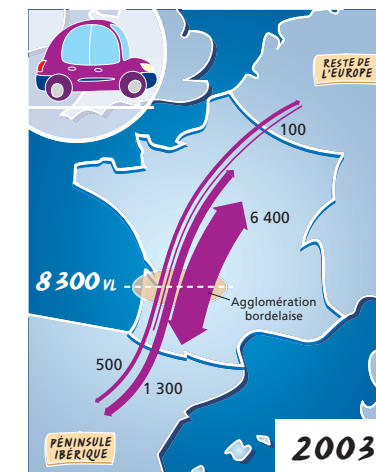 RESTE DE
L'EUROPE
100
6 400
8 300 VL
Agglomération
bordelaise
500
1 300
PÉNINSULE
IBÉRIQUE
2003